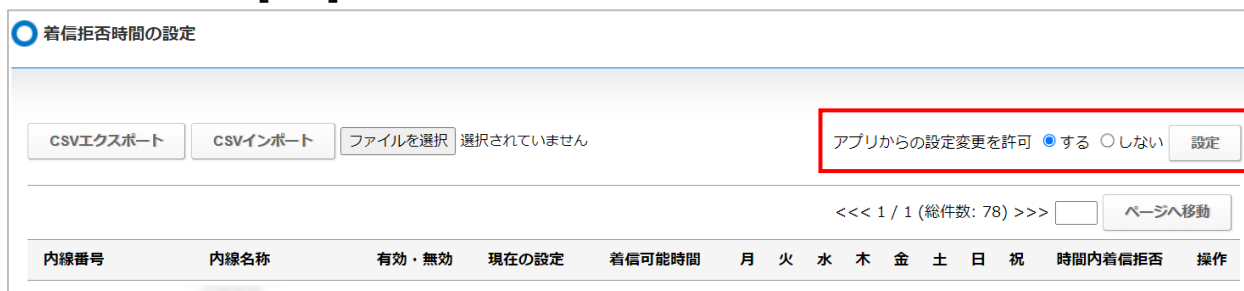 着信拒否時間の設定
CSVエクスポート CSVインポート ファイルを選択 選択されていません アプリからの設定変更を許可 する しない 設定
<<< 1 / 1 (総件数: 78) >>> ページへ移動
内線番号 内線名称 有効・無効 現在の設定 着信可能時間 月 火 水 木 金 土 日 祝 時間内着信拒否 操作